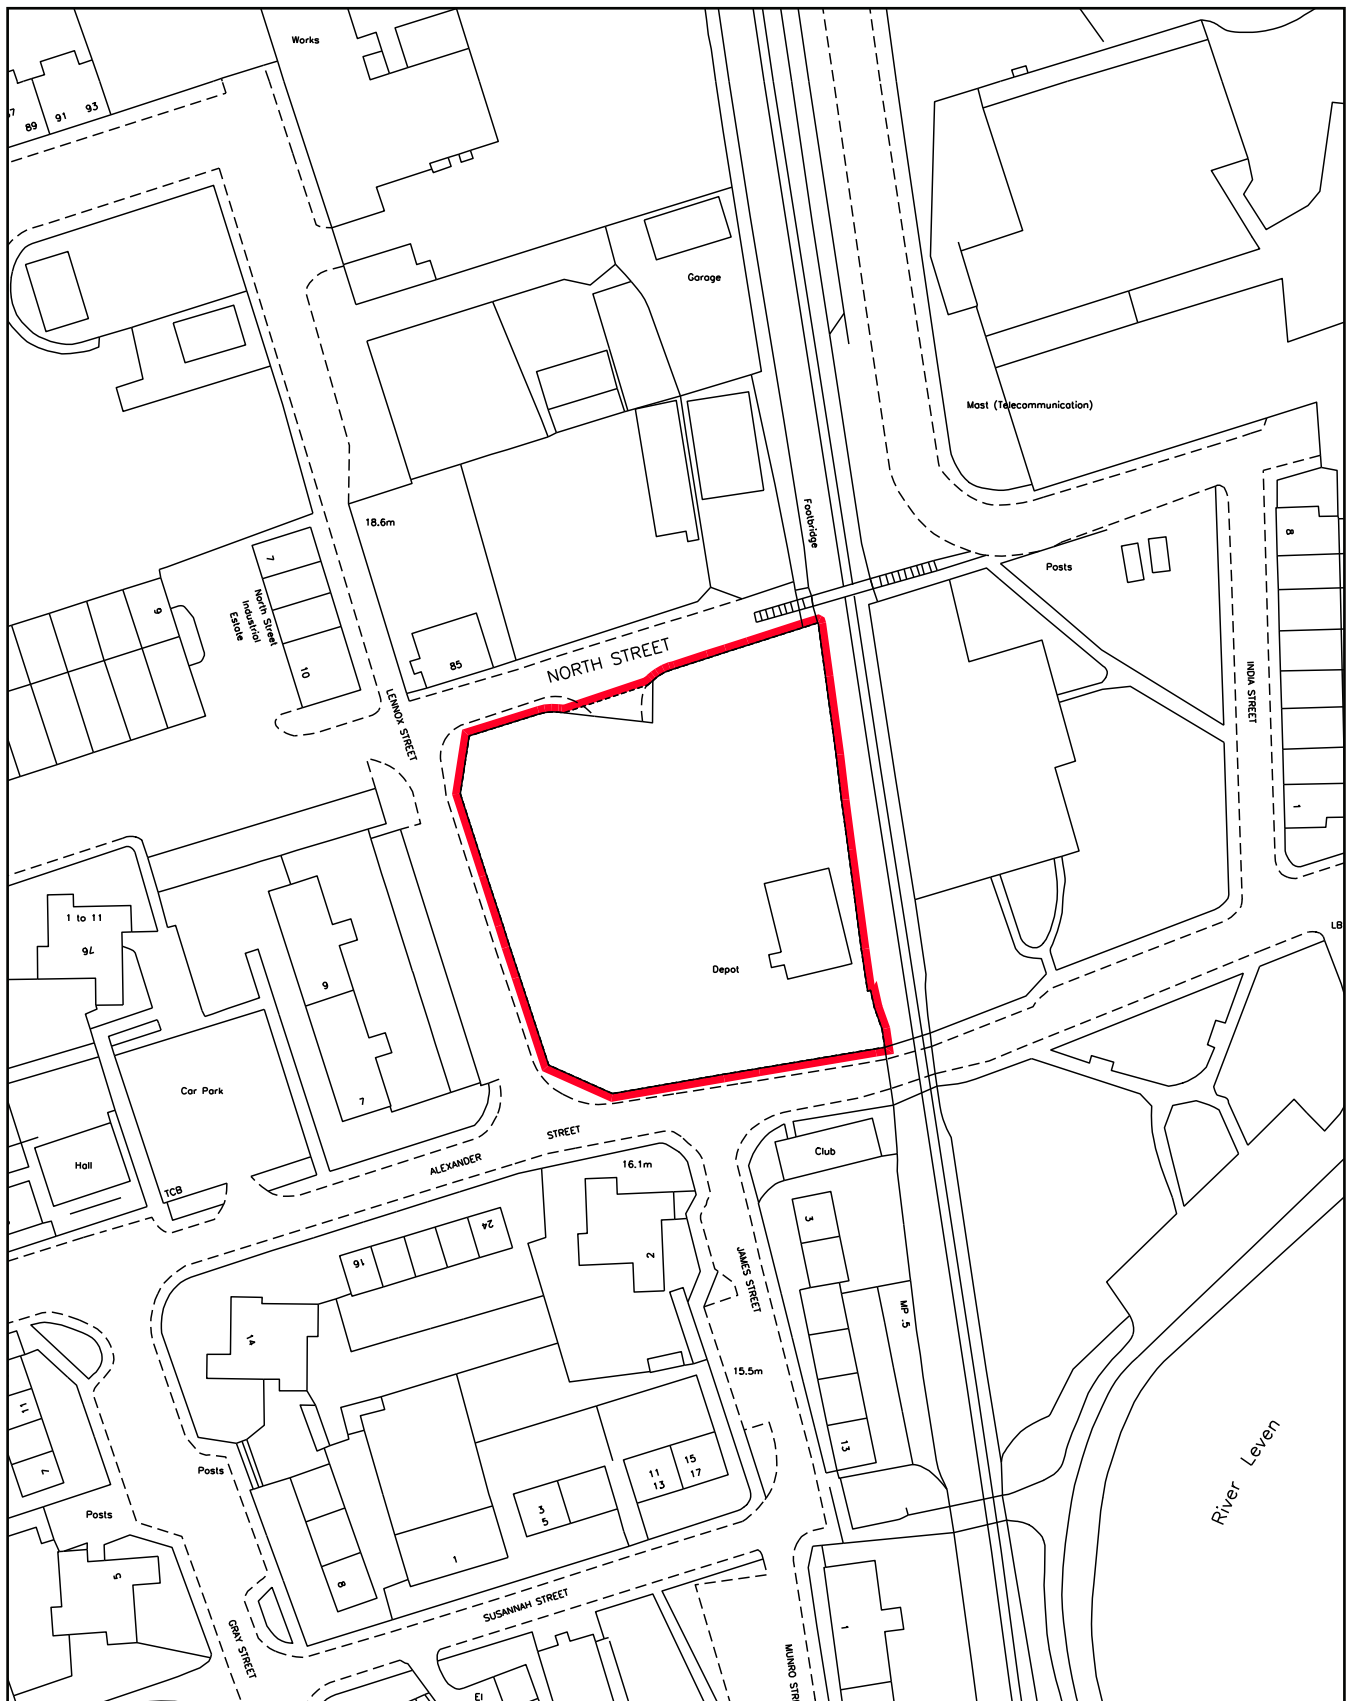 Works
93
91
89
Garage
Mast (Telecommunication)
18.6m
Footbridge
Posts
8
7
North Street
Industrial
Estate
9
10
85
NORTH STREET
LENNOX STREET
INDIA STREET
1
1 to 11
76
9
Depot
LB
Car Park
7
Hall
TCB
ALEXANDER
STREET
16.1m
Club
3
24
16
2
JAMES STREET
14
MP .5
15.5m
11
7
13
Posts
Posts
15
17
11
13
3
5
1
8
5
River Leven
SUSANNAH STREET
GRAY STREET
MUNRO
1